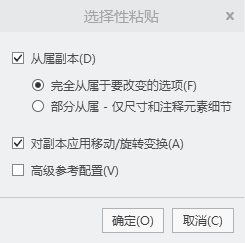 选择性粘贴
从属副本(D)
完全从属于要改变的选项(F)
部分从属 - 仅尺寸和注释元素细节
对副本应用移动/旋转变换(A)
高级参考配置(V)
确定(O) 取消(C)